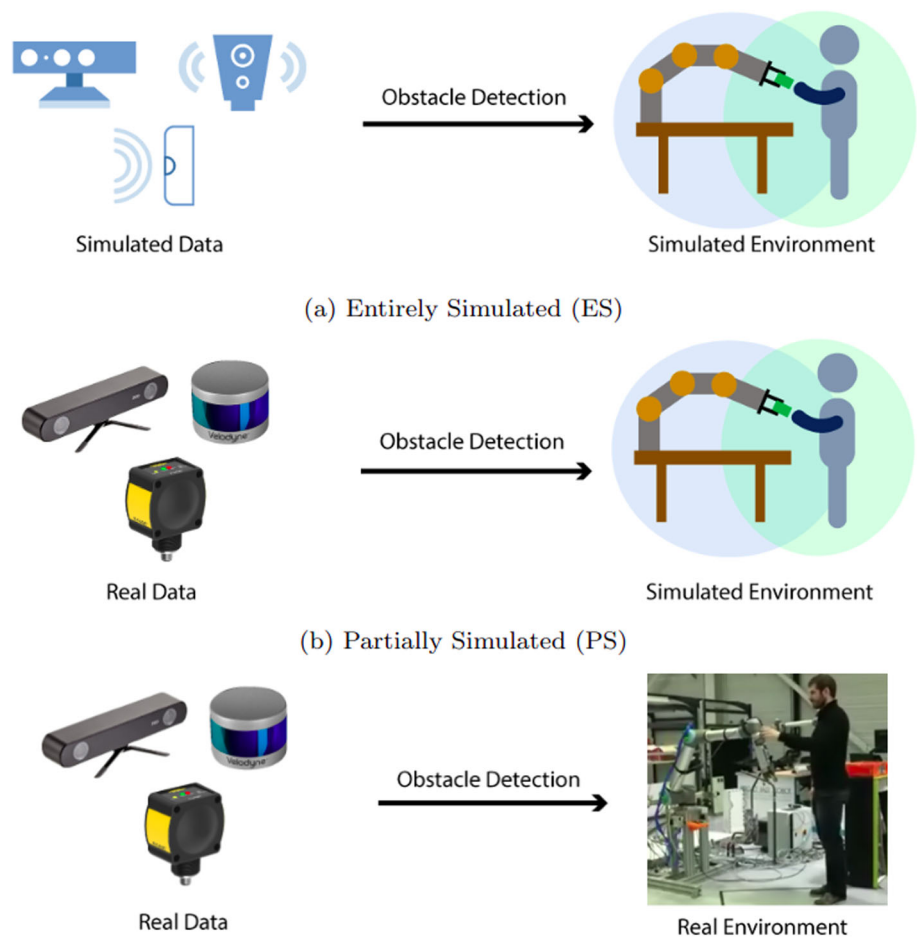 Obstacle Detection
Simulated Data
Simulated Environment
(a) Entirely Simulated (ES)
Velodyne
Obstacle Detection
Real Data
Simulated Environment
(b) Partially Simulated (PS)
Velodyne
Obstacle Detection
Real Data
Real Environment